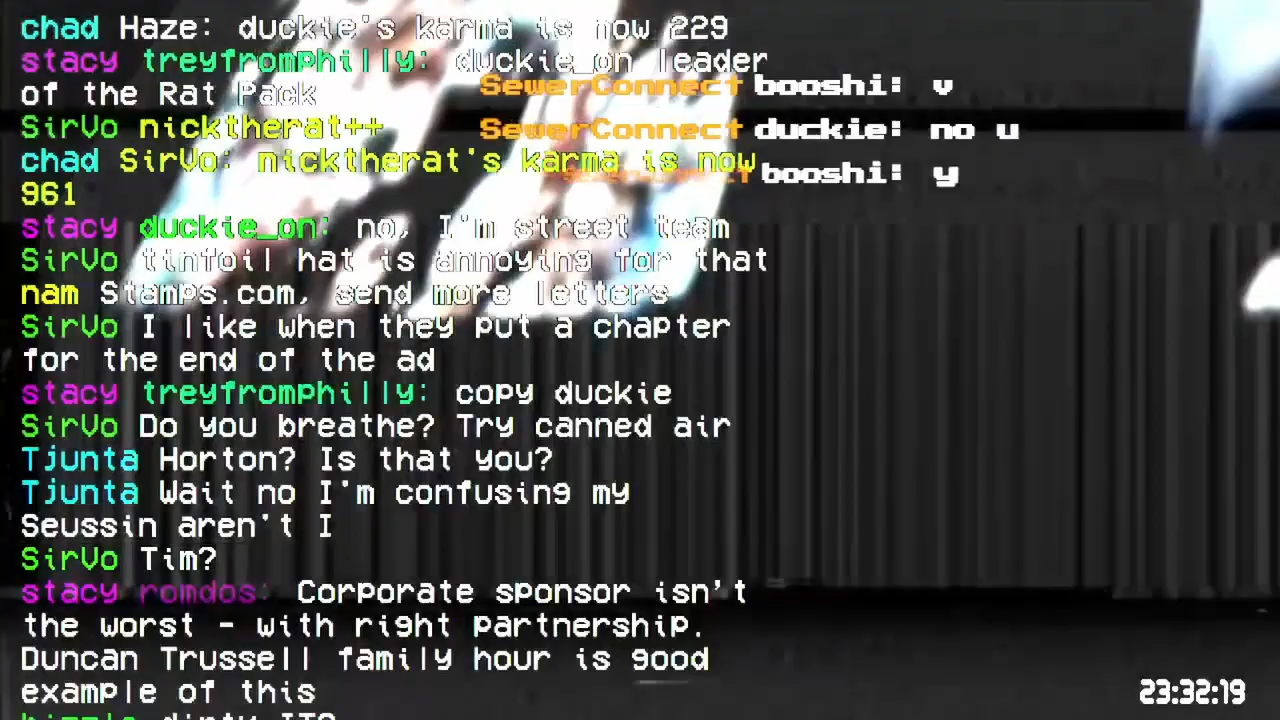 chad Haze: duckie's karma is now 229
stacy treyfromphilly: duckie_on leader
of the Rat Pack
SewerConnect booshi: v
SirVo nicktherat++
SewerConnect duckie: no u
chad SirVo: nicktherat's karma is now
961
booshi: y
stacy duckie_on: no, I'm street team
SirVo tinfoil hat is annoying for that
nam Stamps.com, send more letters
SirVo I like when they put a chapter
for the end of the ad
stacy treyfromphilly: copy duckie
SirVo Do you breathe? Try canned air
Tjunta Horton? Is that you?
Tjunta Wait no I'm confusing my
Seussin aren't I
SirVo Tim?
stacy romdos: Corporate sponsor isn't
the worst - with right partnership.
Duncan Trussell family hour is good
example of this
23:32:19